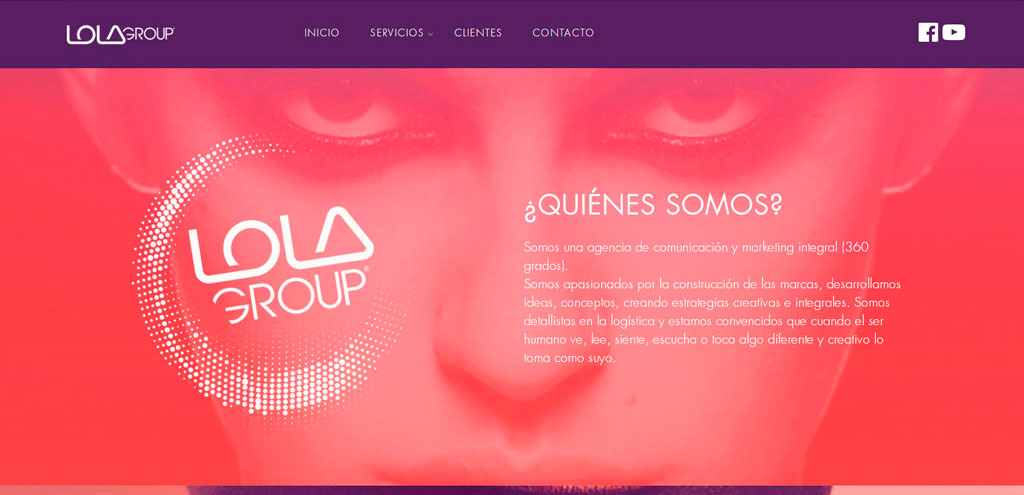 LOLAGROUP®
INICIO
SERVICIOS
CLIENTES
CONTACTO
LOLA
GROUP®
¿QUIÉNES SOMOS?
Somos una agencia de comunicación y marketing integral (360
grados).
Somos apasionados por la construcción de las marcas, desarrollamos
ideas, conceptos, creando estrategias creativas e integrales. Somos
detallistas en la logística y estamos convencidos que cuando el ser
humano ve, lee, siente, escucha o toca algo diferente y creativo lo
toma como suyo.